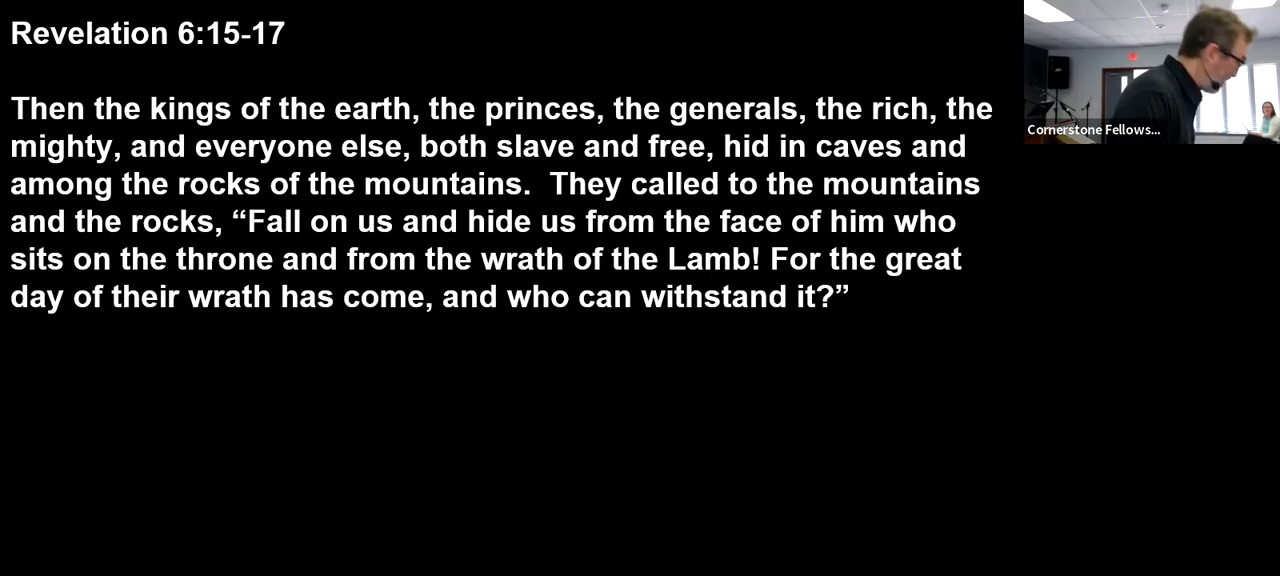 Revelation 6:15-17
Then the kings of the earth, the princes, the generals, the rich, the
mighty, and everyone else, both slave and free, hid in caves and
among the rocks of the mountains.  They called to the mountains
and the rocks, “Fall on us and hide us from the face of him who
sits on the throne and from the wrath of the Lamb! For the great
day of their wrath has come, and who can withstand it?”
Cornerstone Fellows...